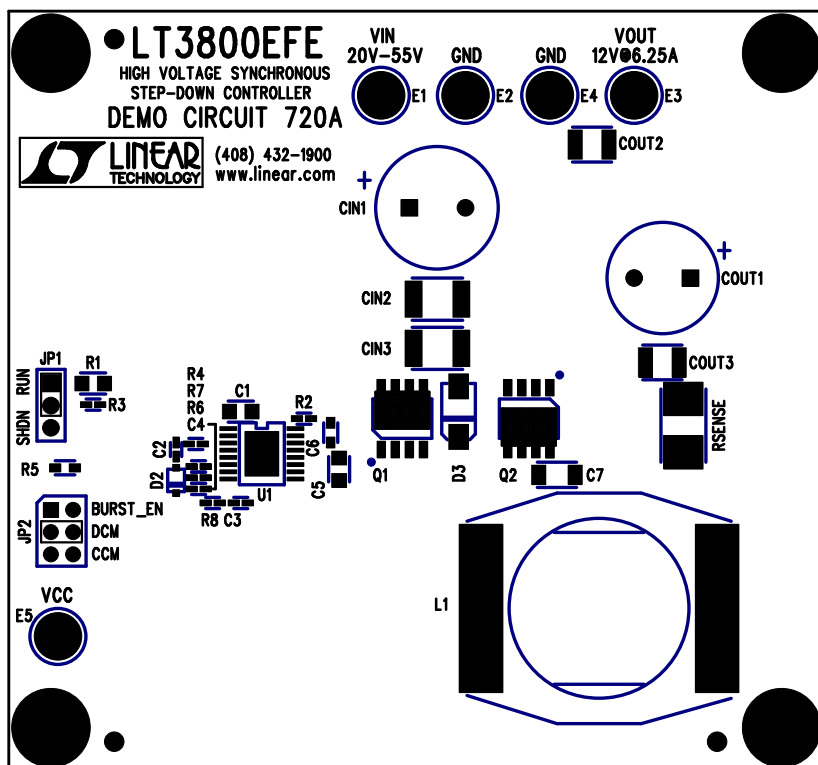 LT3800EFE
HIGH VOLTAGE SYNCHRONOUS
STEP-DOWN CONTROLLER
DEMO CIRCUIT 720A
LINEAR
TECHNOLOGY
(408) 432-1900
www.linear.com
VIN
20V-55V
GND
GND
VOUT
12V@6.25A
E1
E2
E4
E3
COUT2
+
CIN1
+
COUT1
CIN2
CIN3
COUT3
JP1
RUN
SHDN
R1
R3
R4
R7
R6
C4
C1
R2
C6
C5
C2
D2
U1
R8
C3
R5
Q1
D3
Q2
C7
RSENSE
JP2
BURST_EN
DCM
CCM
VCC
E5
L1